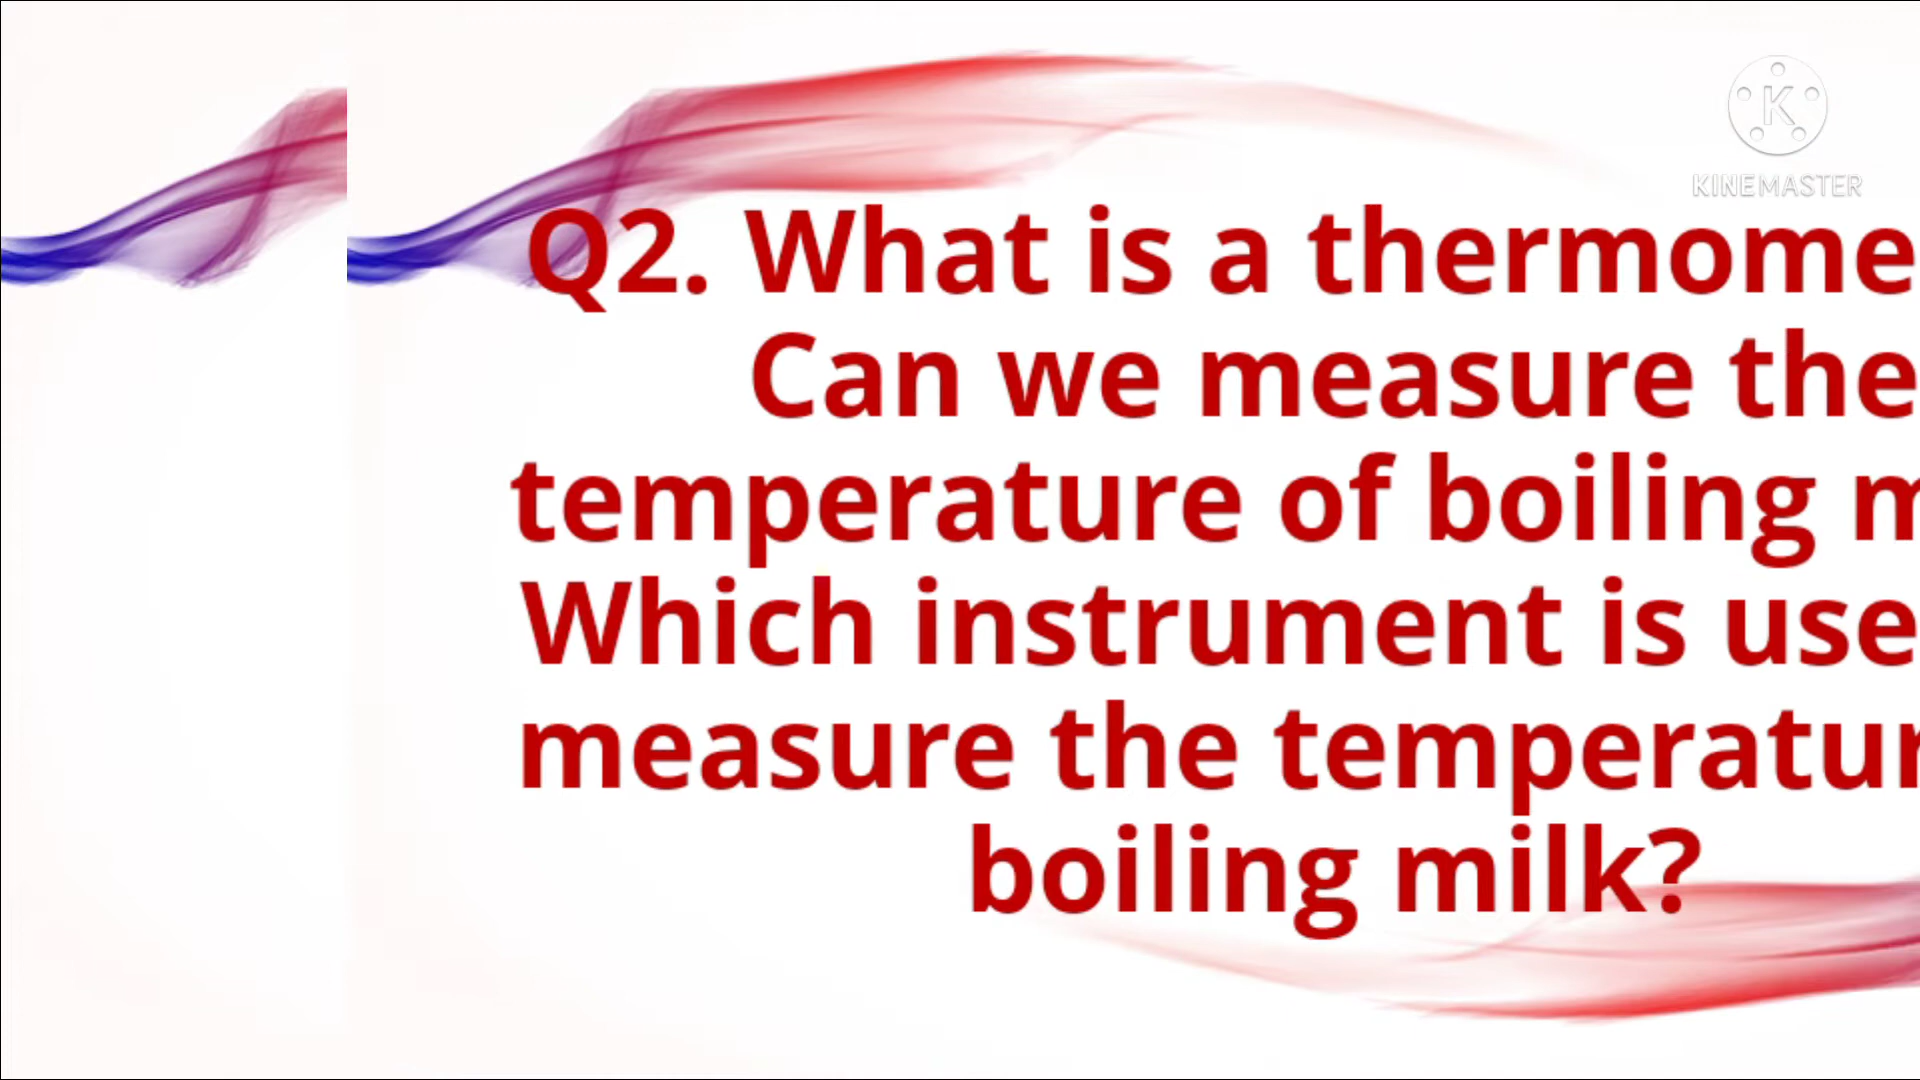 KINEMASTER
Q2. What is a thermome
Can we measure the
temperature of boiling m
Which instrument is use
measure the temperatur
boiling milk?